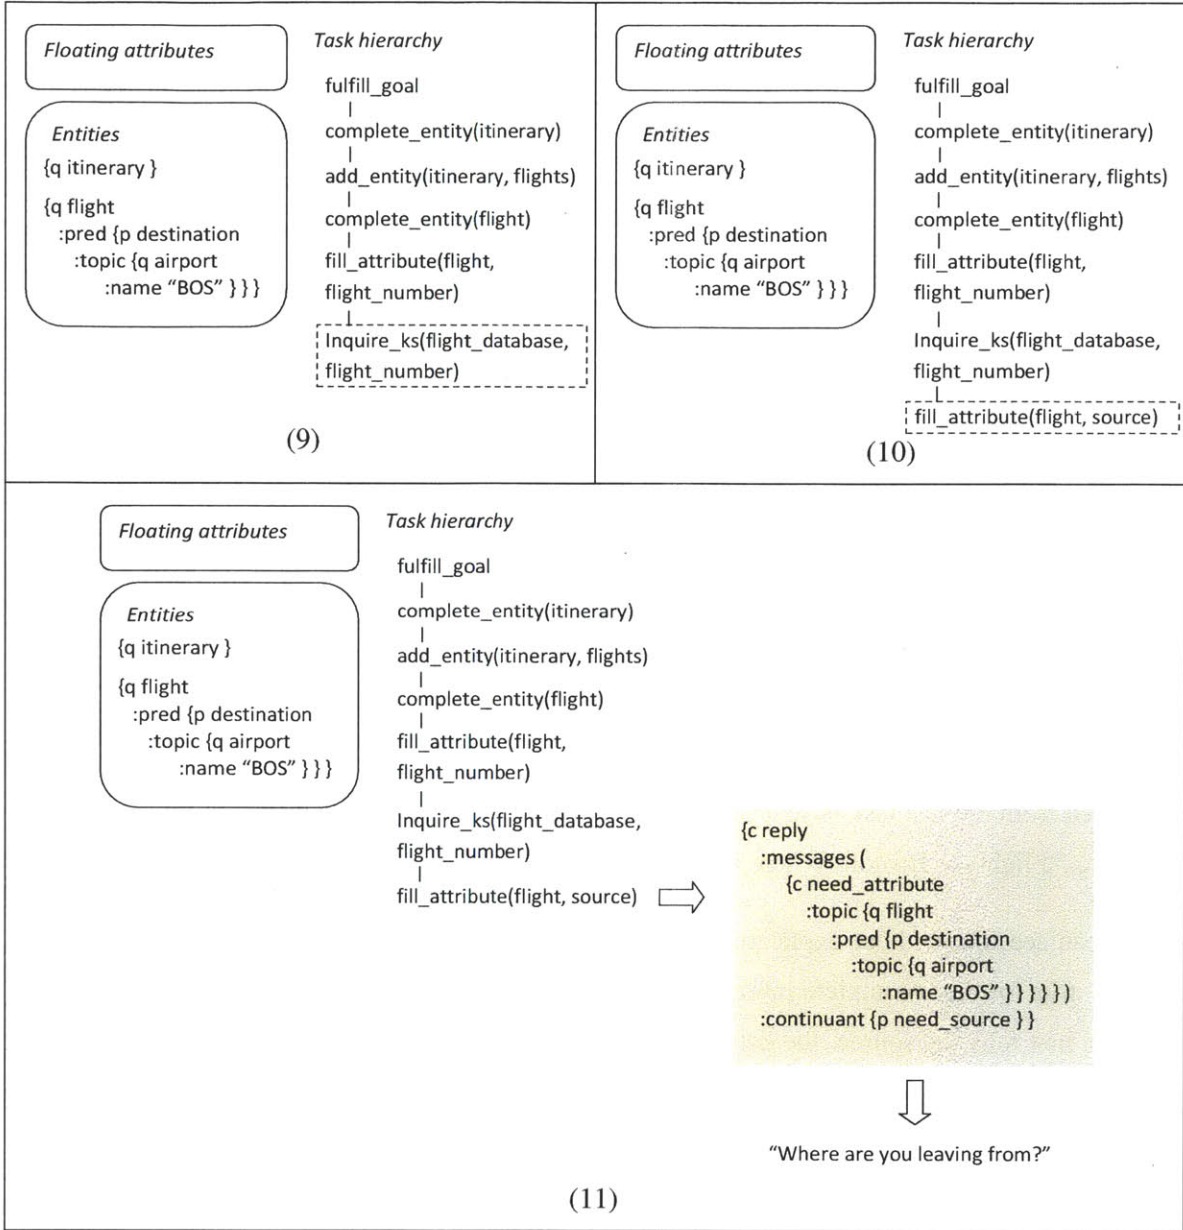 Floating attributes
Entities
{q itinerary }
{q flight
:pred {p destination
:topic {q airport
:name “BOS” } } }
Task hierarchy
fulfill_goal
complete_entity(itinerary)
add_entity(itinerary, flights)
complete_entity(flight)
fill_attribute(flight,
flight_number)
Inquire_ks(flight_database,
flight_number)
(9)
Floating attributes
Entities
{q itinerary }
{q flight
:pred {p destination
:topic {q airport
:name “BOS” } } }
Task hierarchy
fulfill_goal
complete_entity(itinerary)
add_entity(itinerary, flights)
complete_entity(flight)
fill_attribute(flight,
flight_number)
Inquire_ks(flight_database,
flight_number)
fill_attribute(flight, source)
(10)
Floating attributes
Entities
{q itinerary }
{q flight
:pred {p destination
:topic {q airport
:name “BOS” } } }
Task hierarchy
fulfill_goal
complete_entity(itinerary)
add_entity(itinerary, flights)
complete_entity(flight)
fill_attribute(flight,
flight_number)
Inquire_ks(flight_database,
flight_number)
fill_attribute(flight, source)
{c reply
:messages (
{c need_attribute
:topic {q flight
:pred {p destination
:topic {q airport
:name “BOS” } } } } } )
:continuant {p need_source } }
“Where are you leaving from?”
(11)